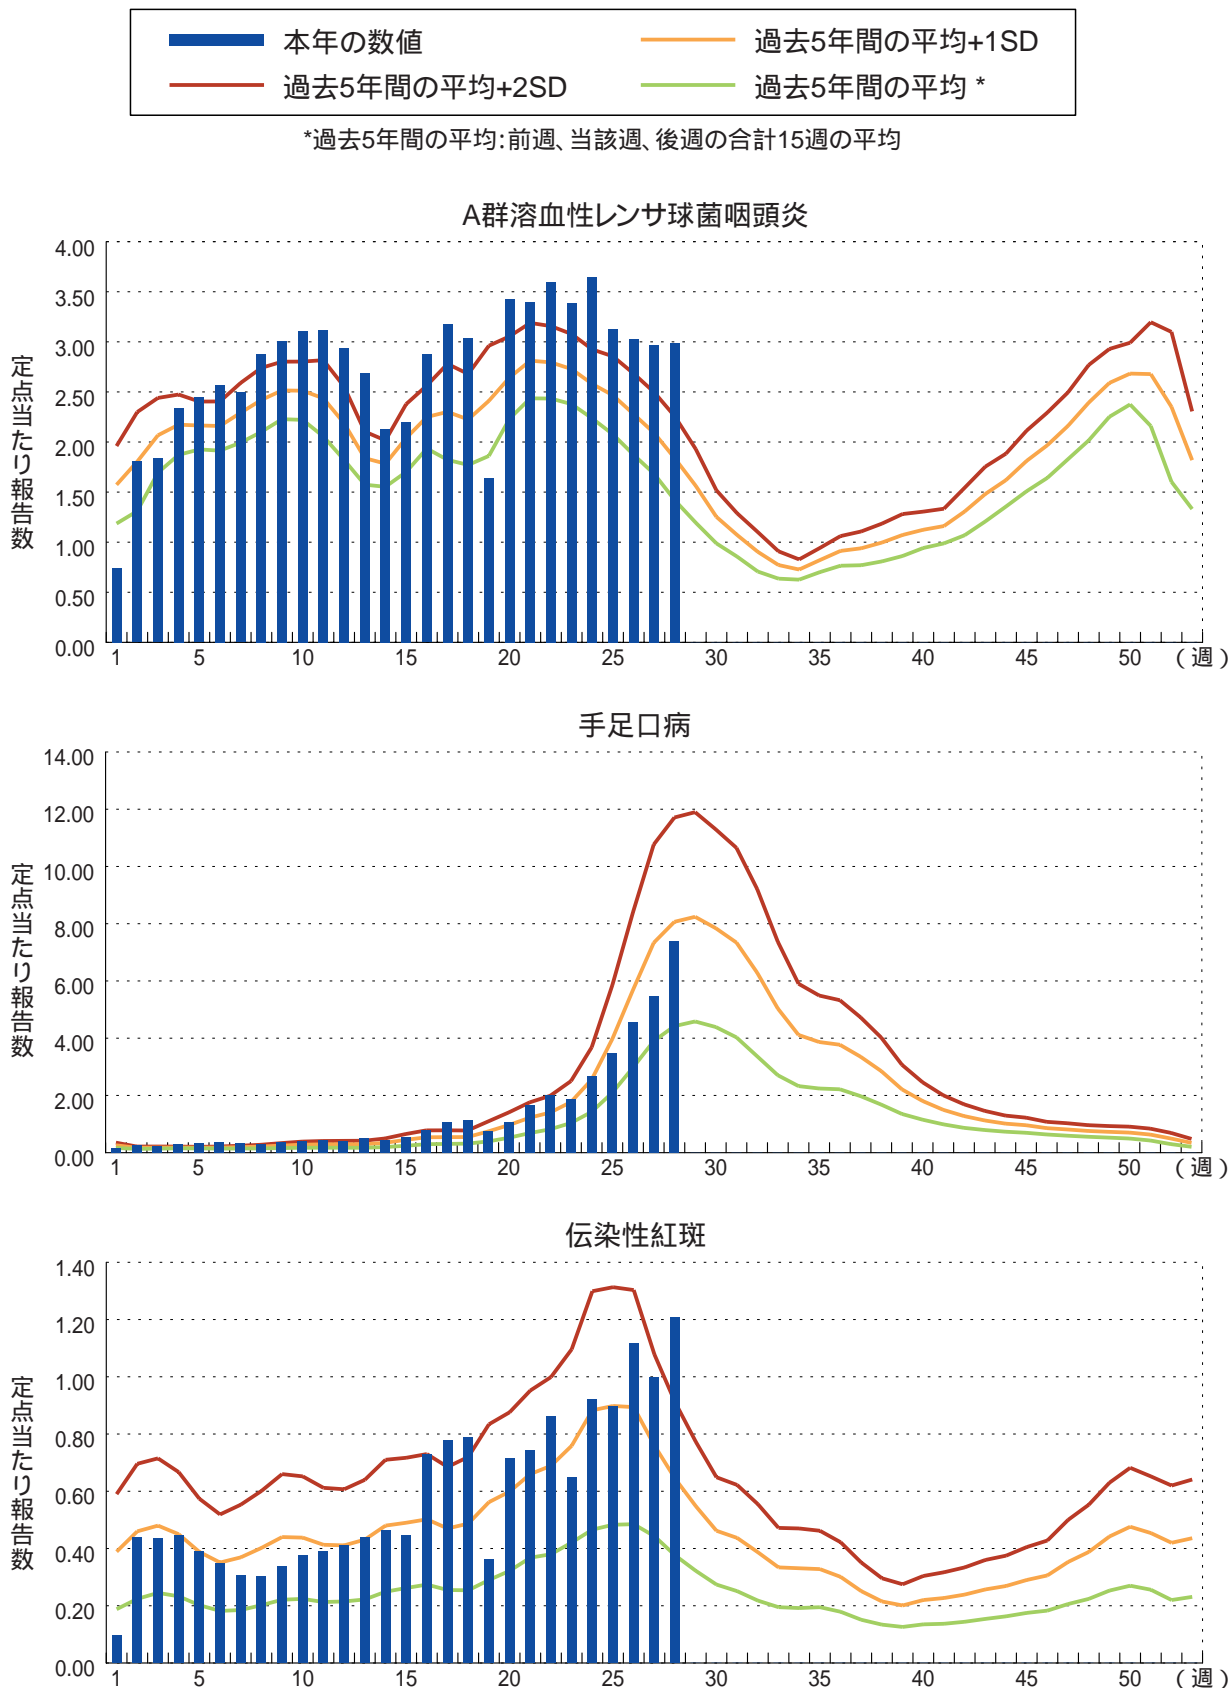 本年の数値
過去5年間の平均+1SD
過去5年間の平均+2SD
過去5年間の平均 *
*過去5年間の平均:前週、当該週、後週の合計15週の平均
A群溶血性レンサ球菌咽頭炎
定点当たり報告数
4.00
3.50
3.00
2.50
2.00
1.50
1.00
0.50
0.00
1 5 10 15 20 25 30 35 40 45 50 (週)
手足口病
定点当たり報告数
14.00
12.00
10.00
8.00
6.00
4.00
2.00
0.00
1 5 10 15 20 25 30 35 40 45 50 (週)
伝染性紅斑
定点当たり報告数
1.40
1.20
1.00
0.80
0.60
0.40
0.20
0.00
1 5 10 15 20 25 30 35 40 45 50 (週)